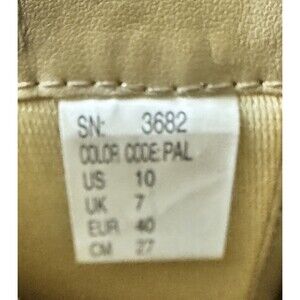 SN: 3682
COLOR CODE: PAL
US 10
UK 7
EUR 40
CM 27